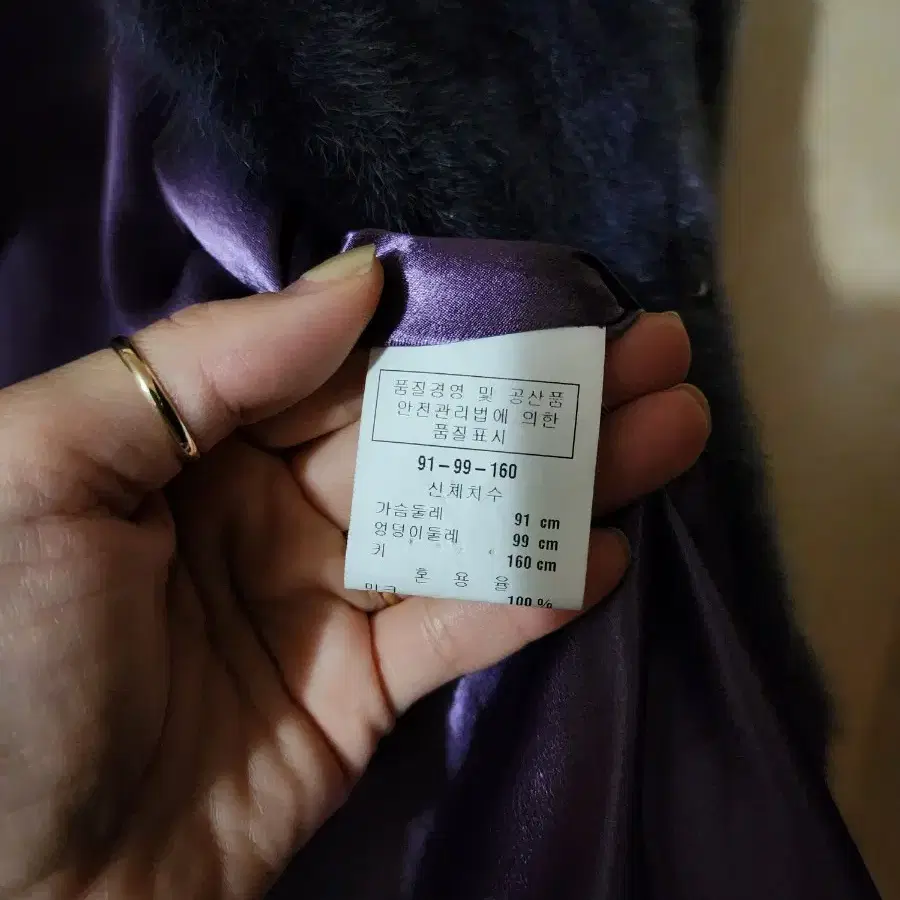 품질경영 및 공산품
안전관리법에 의한
품질표시
91-99-160
신체치수
가슴둘레 91 cm
엉덩이둘레 99 cm
키 160 cm
혼용율
밍크 100%